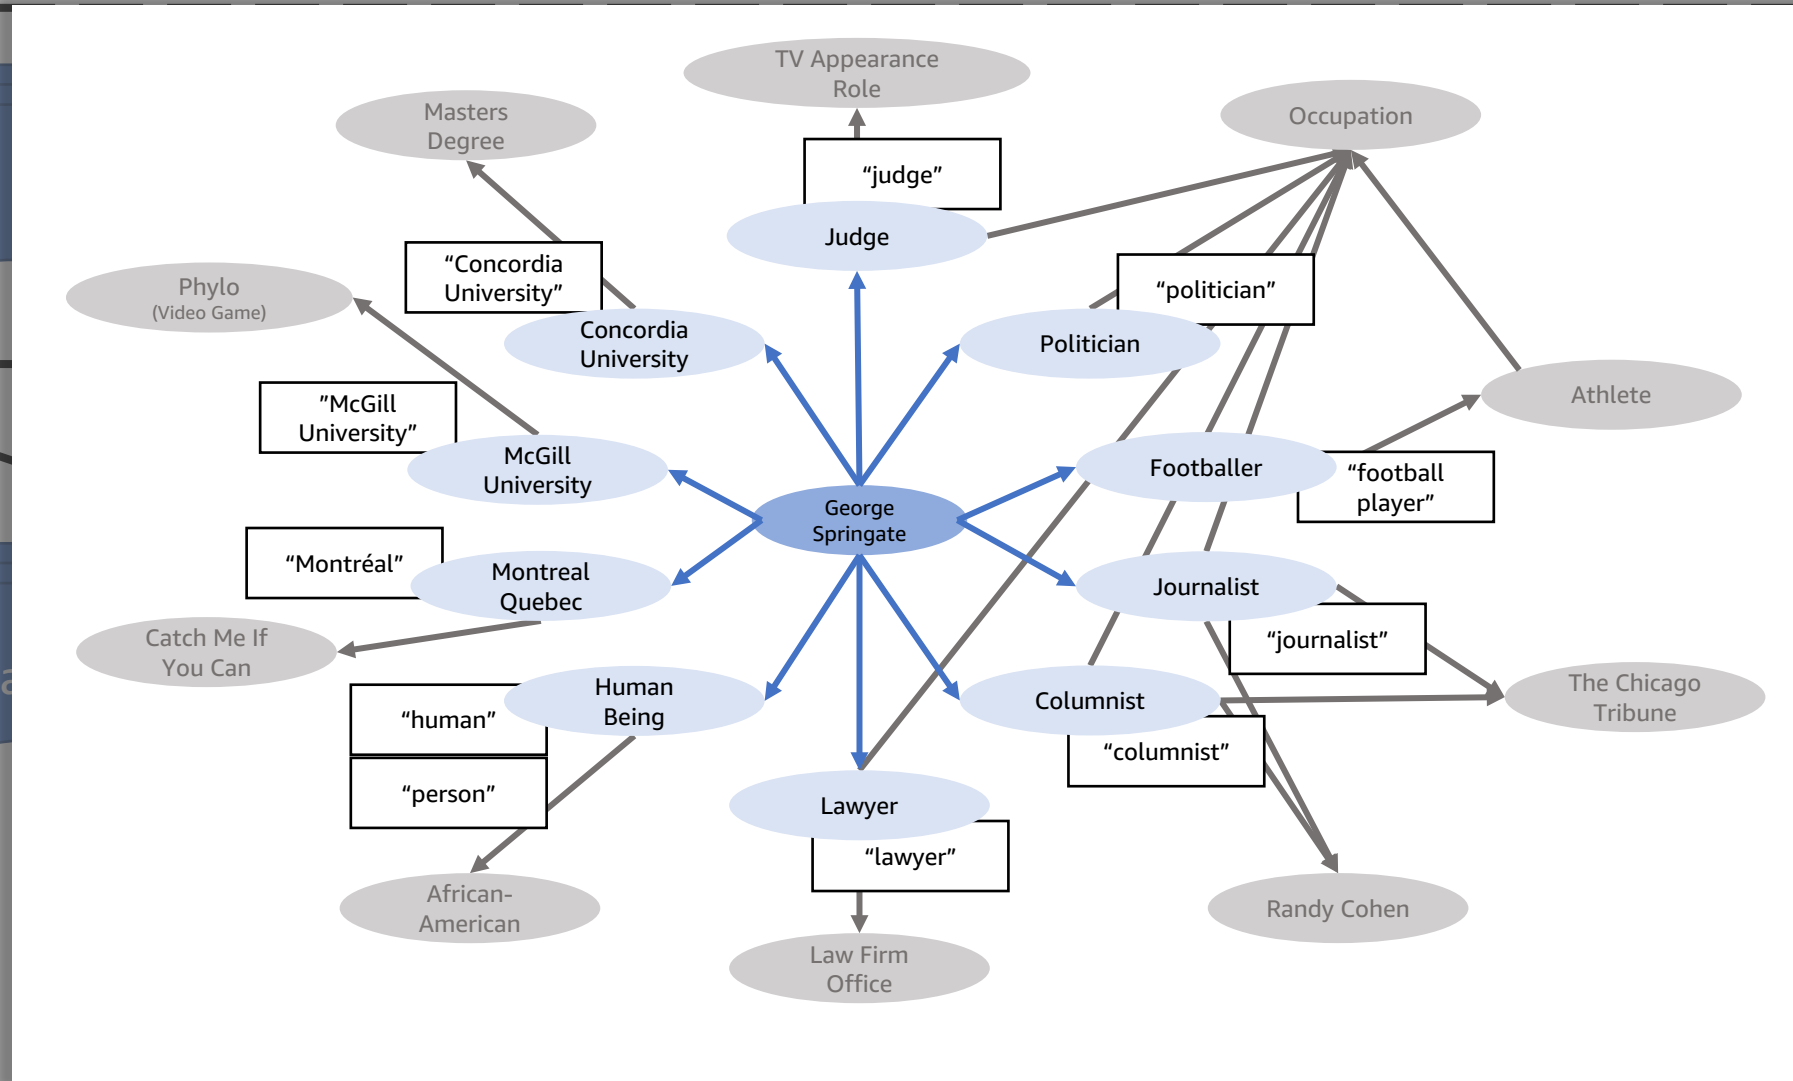 TV Appearance
Role
Masters
Degree
Occupation
“judge”
Judge
“Concordia
University”
Phylo
(Video Game)
“politician”
Concordia
University
Politician
Athlete
”McGill
University”
McGill
University
Footballer
“football
player”
George
Springate
“Montréal”
Montreal
Quebec
Journalist
“journalist”
Catch Me If
You Can
Human
Being
“human”
Columnist
The Chicago
Tribune
“columnist”
“person”
Lawyer
“lawyer”
African-
American
Randy Cohen
Law Firm
Office